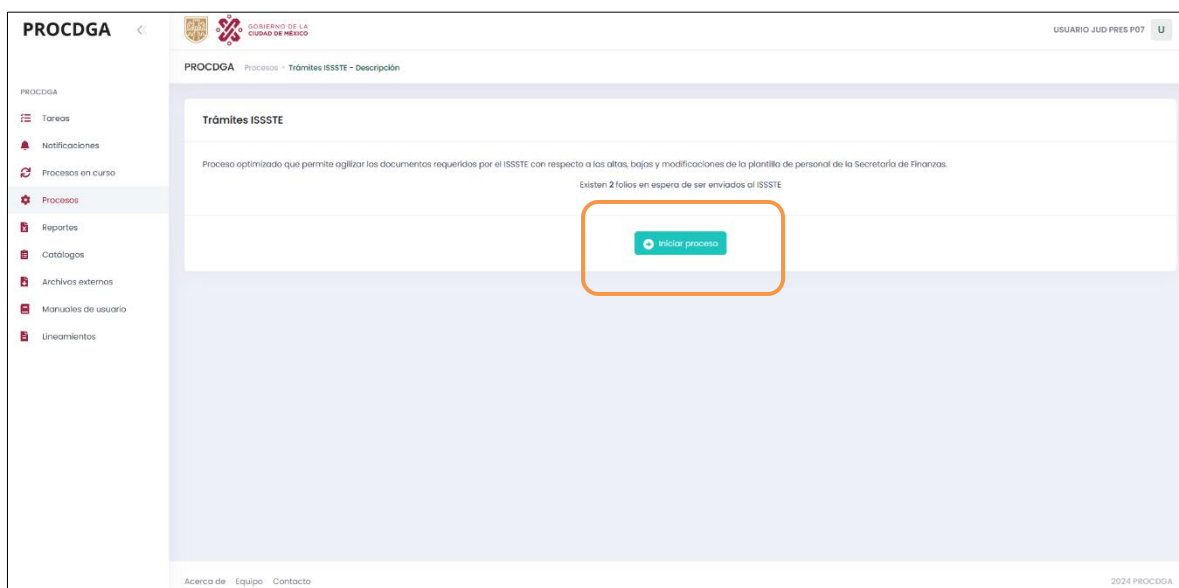 PROCDGA
GOBIERNO DE LA
CIUDAD DE MÉXICO
USUARIO JUD PRES P07 U
PROCDGA Procesos - Trámites ISSSTE - Descripción
PROCDGA
Tareas
Notificaciones
Procesos en curso
Procesos
Reportes
Catálogos
Archivos externos
Manuales de usuario
Lineamientos
Trámites ISSSTE
Proceso optimizado que permite agilizar los documentos requeridos por el ISSSTE con respecto a las altas, bajas y modificaciones de la plantilla de personal de la Secretaría de Finanzas.
Existen 2 folios en espera de ser enviados al ISSSTE
Iniciar proceso
Acerca de Equipo Contacto
2024 PROCDGA